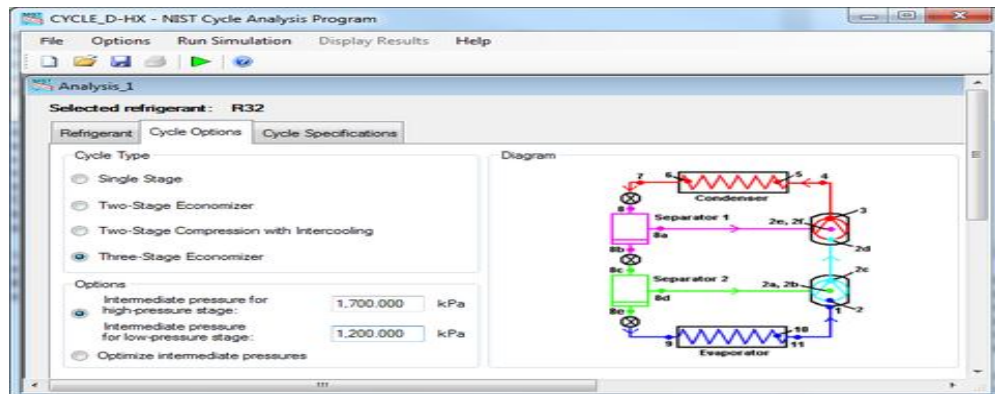 CYCLE_D-HX - NIST Cycle Analysis Program
File Options Run Simulation Display Results Help
NIST
Analysis_1
Selected refrigerant: R32
Refrigerant Cycle Options Cycle Specifications
Cycle Type
Single Stage
Two-Stage Economizer
Two-Stage Compression with Intercooling
Three-Stage Economizer
Options
Intermediate pressure for
high-pressure stage: 1,700.000 kPa
Intermediate pressure
for low-pressure stage: 1,200.000 kPa
Optimize intermediate pressures
Diagram
7 6 5 4
Condenser
8 Separator 1 2e, 2f 3
8a
8b 2d
8c Separator 2 2a, 2b 2c
8d 1 2
8e
9 10 11
Evaporator